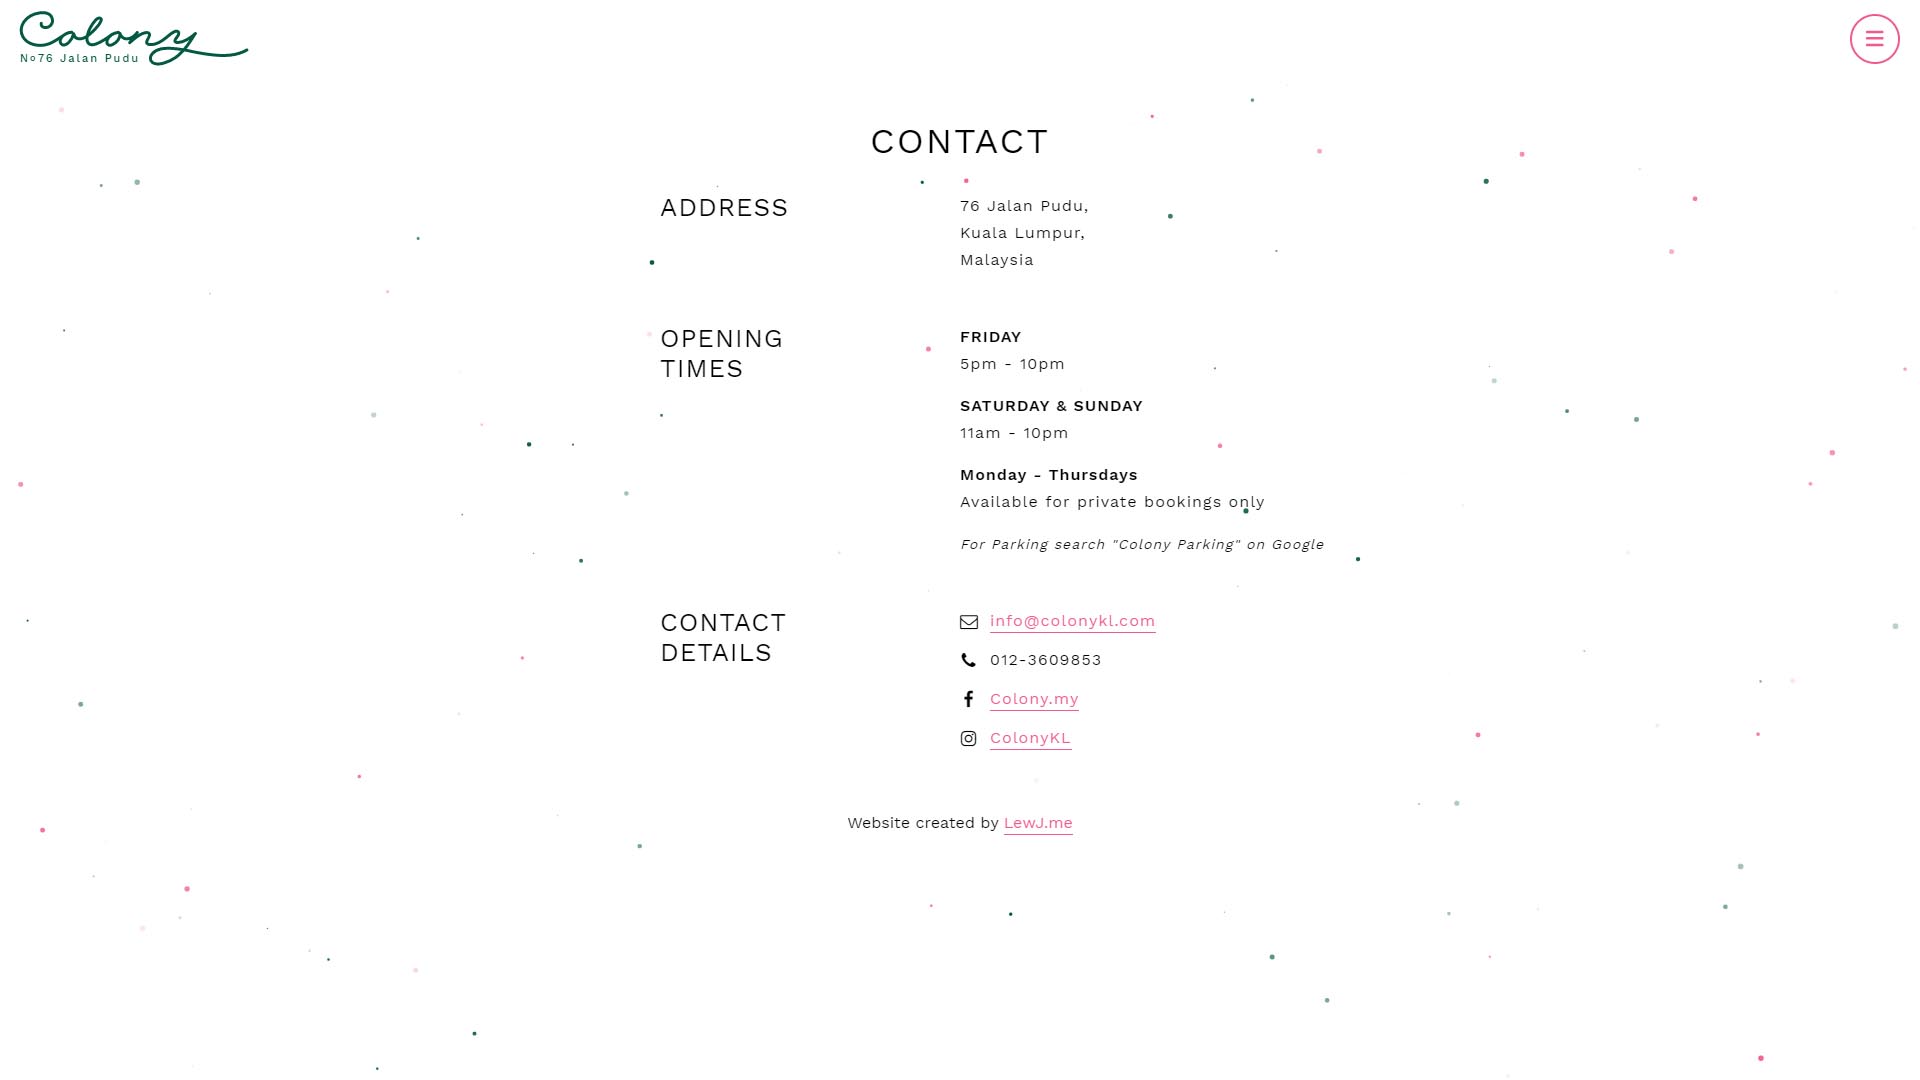 Colony
Nº76 Jalan Pudu
CONTACT
ADDRESS
76 Jalan Pudu,
Kuala Lumpur,
Malaysia
OPENING
TIMES
FRIDAY
5pm - 10pm
SATURDAY & SUNDAY
11am - 10pm
Monday - Thursdays
Available for private bookings only
For Parking search "Colony Parking" on Google
CONTACT
DETAILS
info@colonykl.com
012-3609853
Colony.my
ColonyKL
Website created by LewJ.me